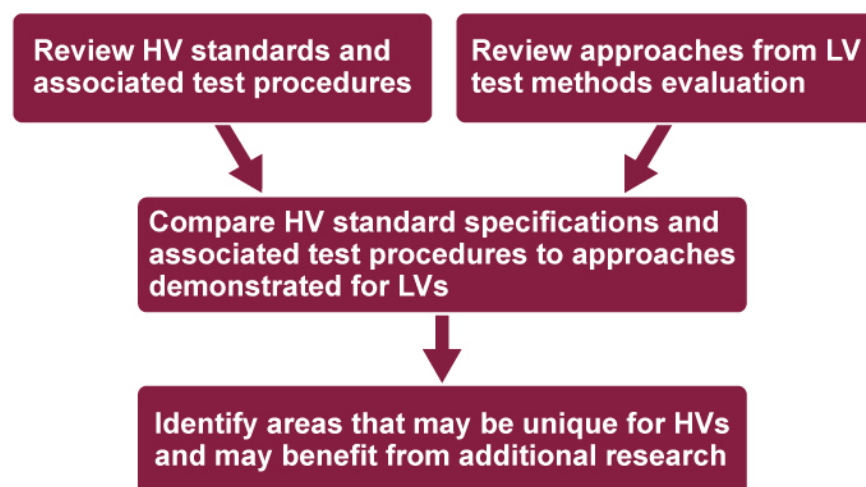 Review HV standards and
associated test procedures
Review approaches from LV
test methods evaluation
Compare HV standard specifications and
associated test procedures to approaches
demonstrated for LVs
Identify areas that may be unique for HVs
and may benefit from additional research